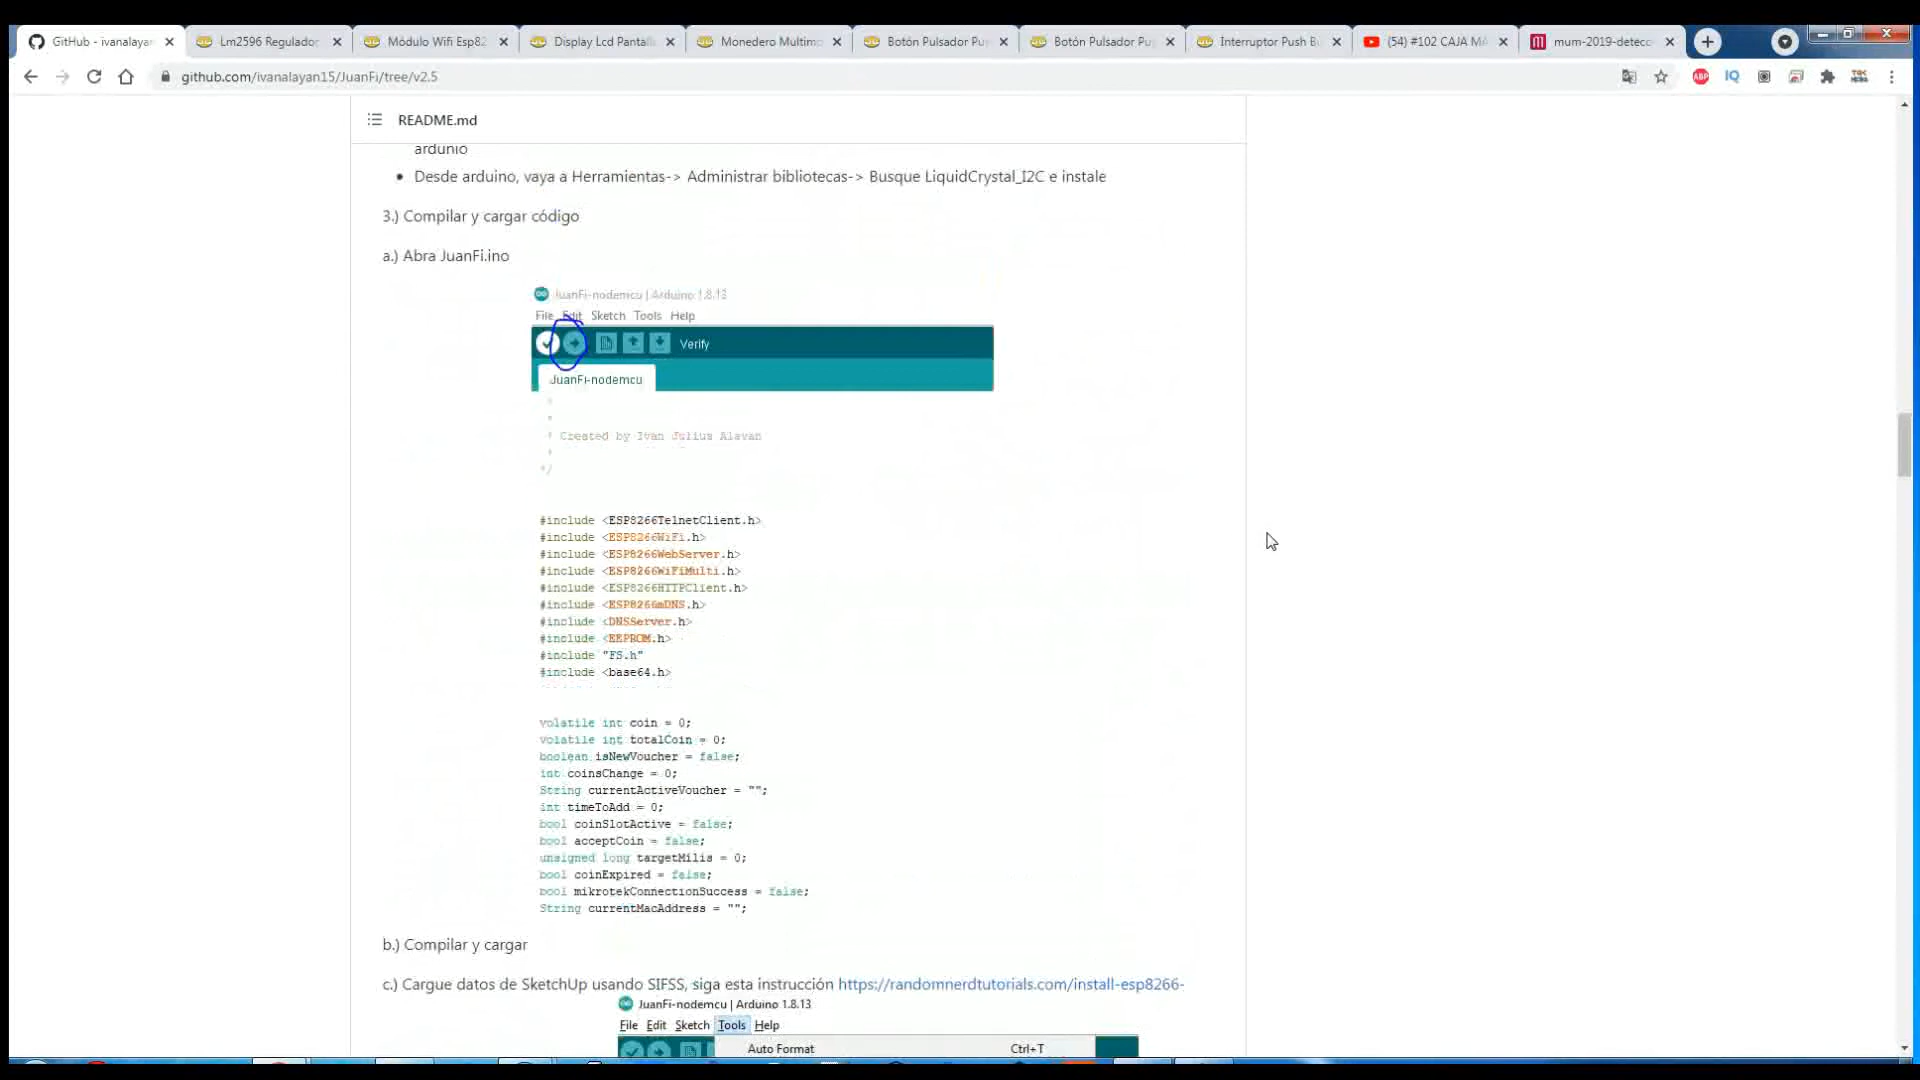 GitHub - ivanalayan
Lm2596 Regulador
Módulo Wifi Esp82
Display Lcd Pantall
Monedero Multimo
Botón Pulsador Pu
Botón Pulsador Pu
Interruptor Push B
(54) #102 CAJA MA
mum-2019-detecc
github.com/ivanalayan15/JuanFi/tree/v2.5
ABP
IQ
README.md
ardunio
• Desde arduino, vaya a Herramientas-> Administrar bibliotecas-> Busque LiquidCrystal_I2C e instale
3.) Compilar y cargar código
a.) Abra JuanFi.ino
JuanFi-nodemcu | Arduino 1.8.13
File Edit Sketch Tools Help
Verify
JuanFi-nodemcu
*
*
* Created by Ivan Julius Alayan
*
*/
#include <ESP8266TelnetClient.h>
#include <ESP8266WiFi.h>
#include <ESP8266WebServer.h>
#include <ESP8266WiFiMulti.h>
#include <ESP8266HTTPClient.h>
#include <ESP8266mDNS.h>
#include <DNSServer.h>
#include <EEPROM.h>
#include "FS.h"
#include <base64.h>
volatile int coin = 0;
volatile int totalCoin = 0;
boolean isNewVoucher = false;
int coinsChange = 0;
String currentActiveVoucher = "";
int timeToAdd = 0;
bool coinSlotActive = false;
bool acceptCoin = false;
unsigned long targetMilis = 0;
bool coinExpired = false;
bool mikrotekConnectionSuccess = false;
String currentMacAddress = "";
b.) Compilar y cargar
c.) Cargue datos de SketchUp usando SIFSS, siga esta instrucción https://randomnerdtutorials.com/install-esp8266-
JuanFi-nodemcu | Arduino 1.8.13
File Edit Sketch Tools Help
Auto Format Ctrl+T